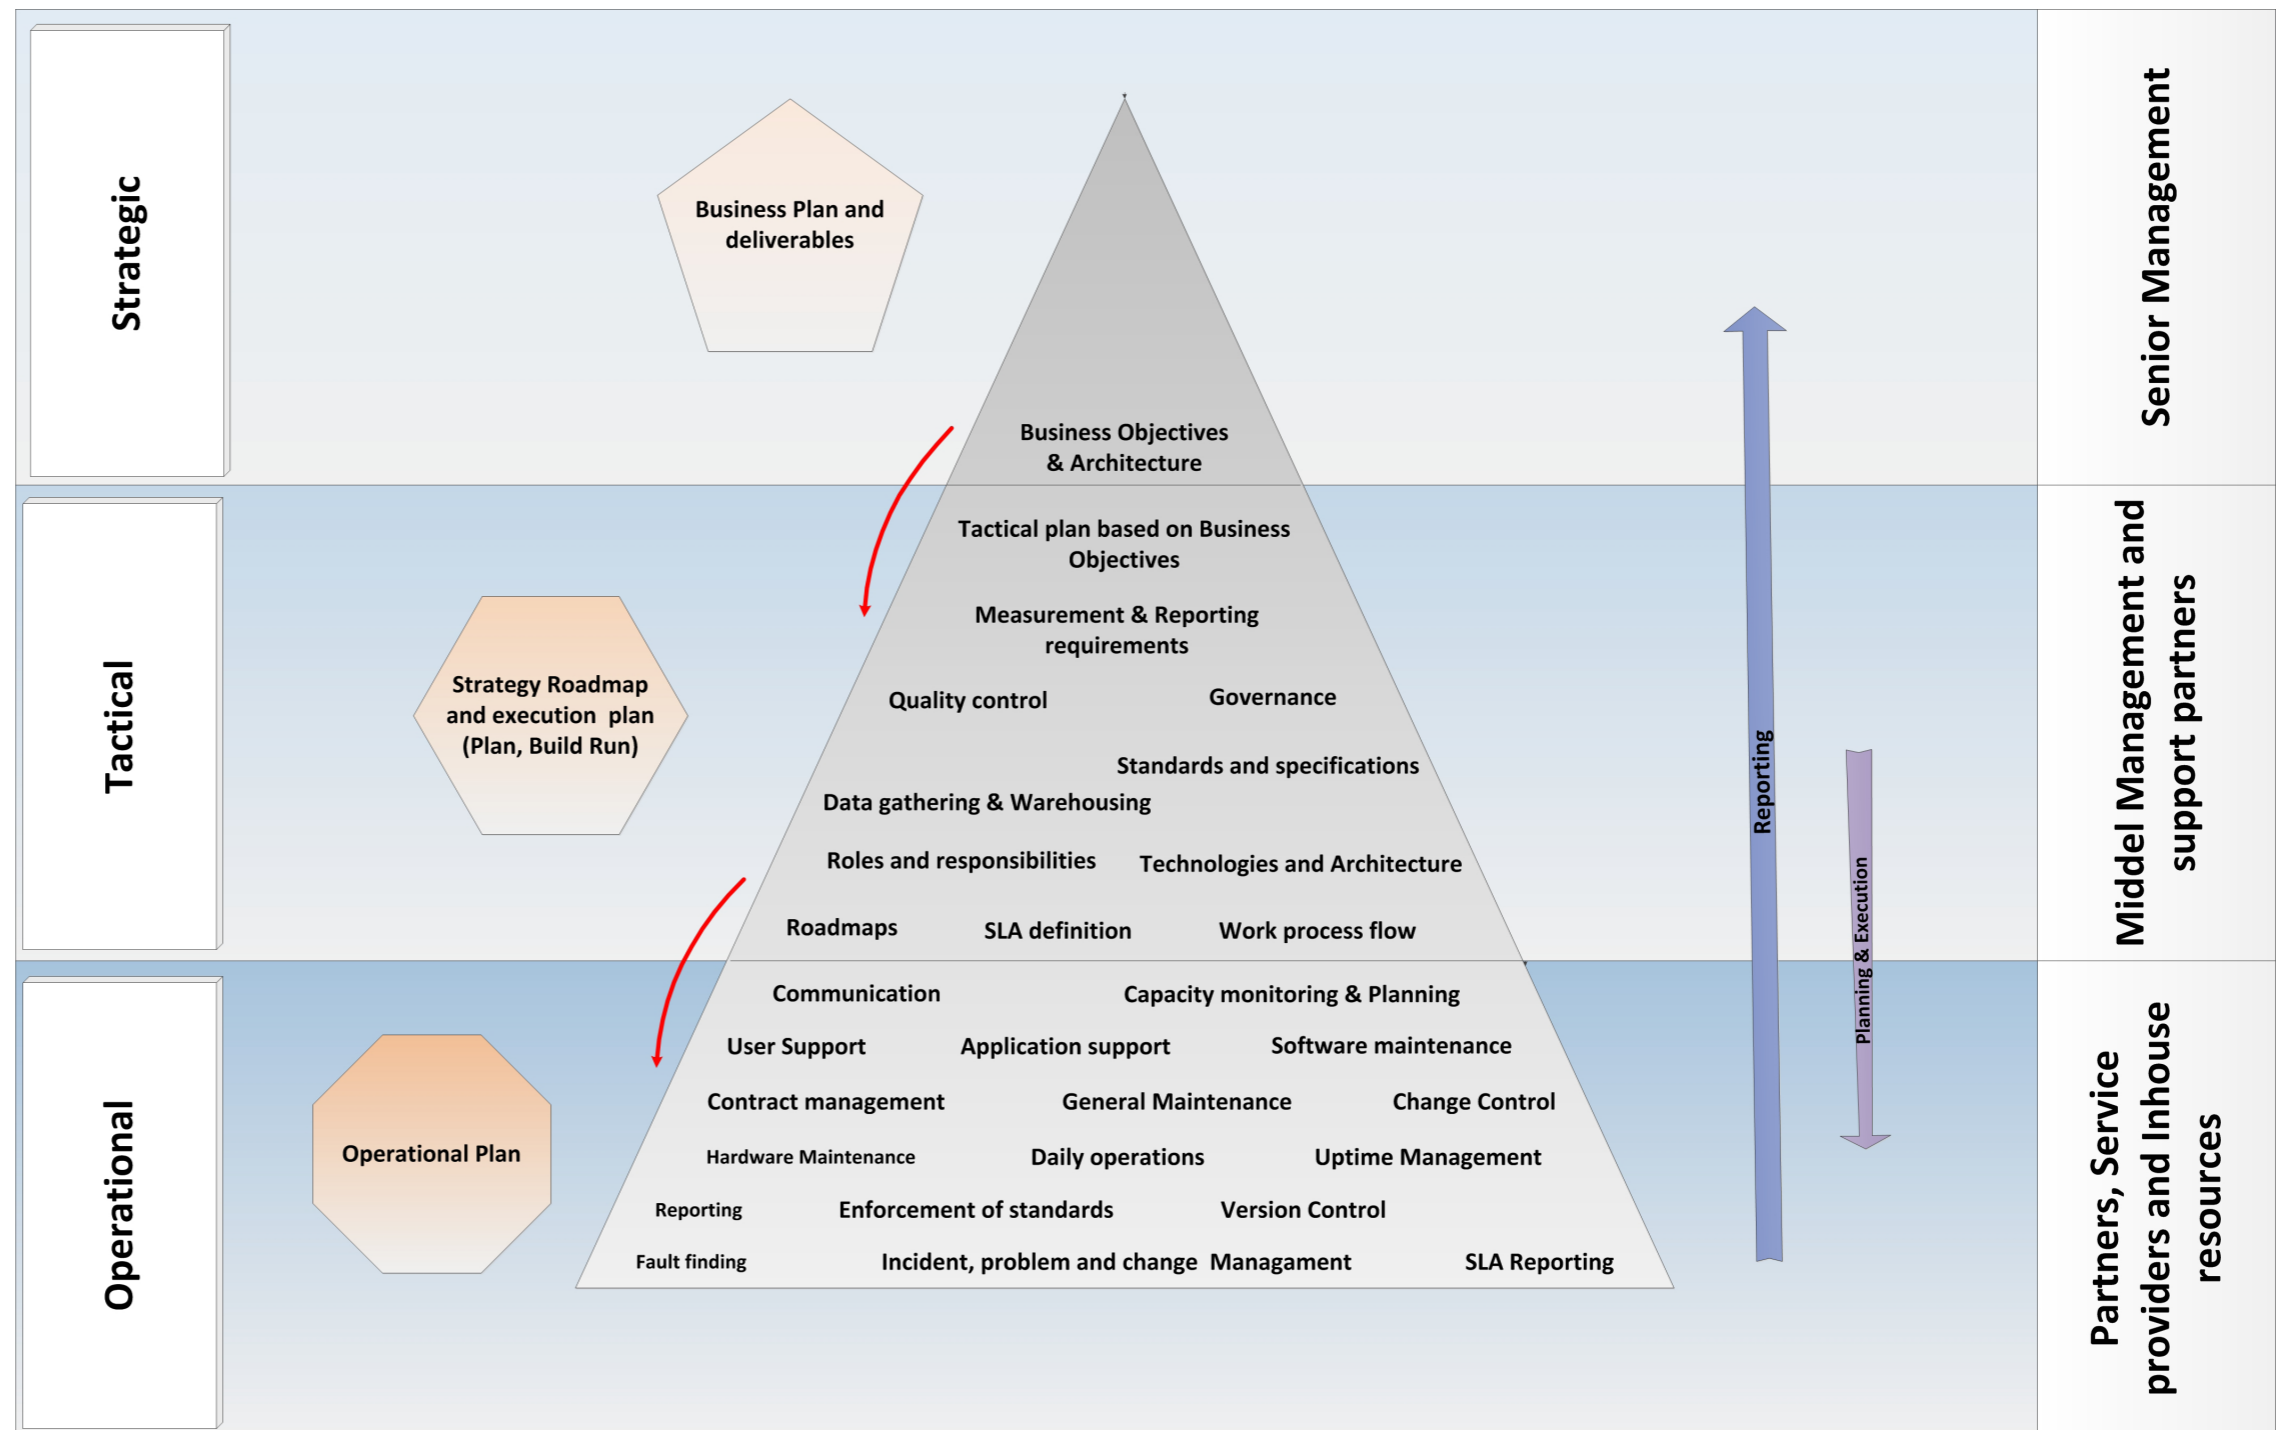 Strategic
Business Plan and
deliverables
Business Objectives
& Architecture
Senior Management
Tactical
Strategy Roadmap
and execution  plan
(Plan, Build Run)
Tactical plan based on Business
Objectives
Measurement & Reporting
requirements
Quality control
Governance
Standards and specifications
Data gathering & Warehousing
Roles and responsibilities
Technologies and Architecture
Roadmaps
SLA definition
Work process flow
Reporting
Planning & Execution
Middel Management and
support partners
Operational
Operational Plan
Communication
Capacity monitoring & Planning
User Support
Application support
Software maintenance
Contract management
General Maintenance
Change Control
Hardware Maintenance
Daily operations
Uptime Management
Reporting
Enforcement of standards
Version Control
Fault finding
Incident, problem and change  Managament
SLA Reporting
Partners, Service
providers and Inhouse
resources